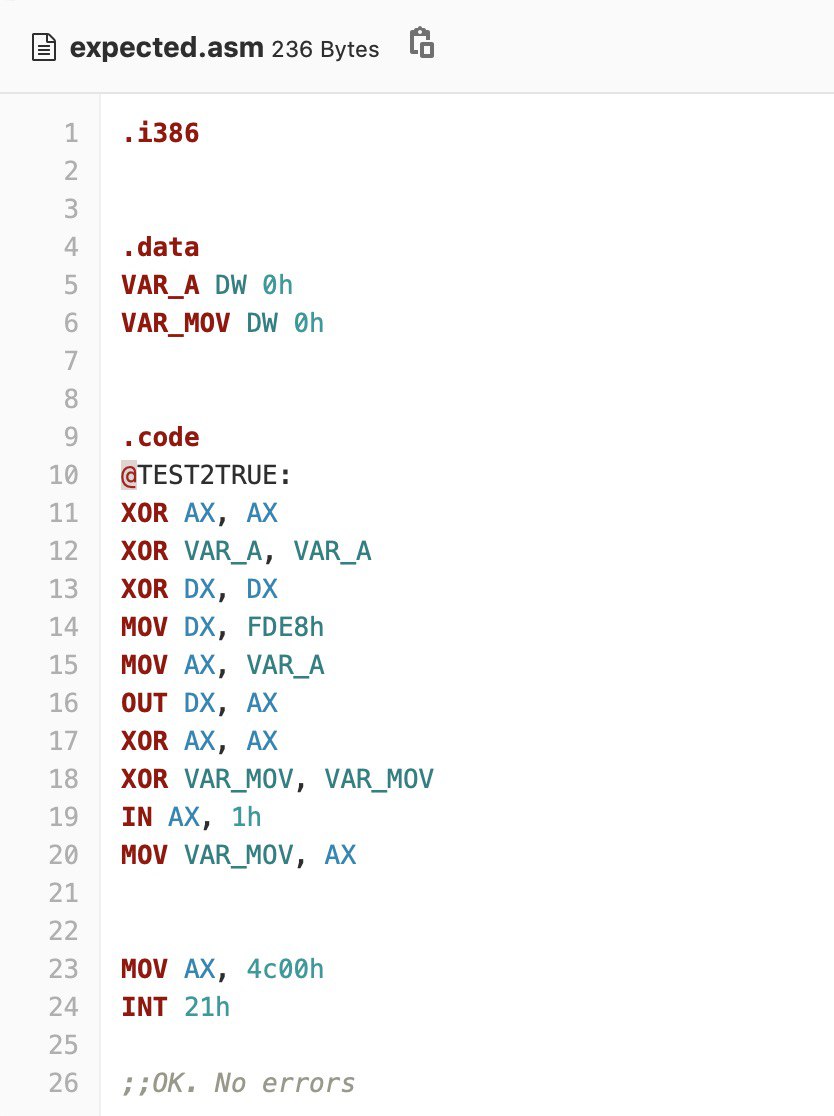 expected.asm 236 Bytes
1 .i386
2
3
4 .data
5 VAR_A DW 0h
6 VAR_MOV DW 0h
7
8
9 .code
10 @TEST2TRUE:
11 XOR AX, AX
12 XOR VAR_A, VAR_A
13 XOR DX, DX
14 MOV DX, FDE8h
15 MOV AX, VAR_A
16 OUT DX, AX
17 XOR AX, AX
18 XOR VAR_MOV, VAR_MOV
19 IN AX, 1h
20 MOV VAR_MOV, AX
21
22
23 MOV AX, 4c00h
24 INT 21h
25
26 ;;OK. No errors